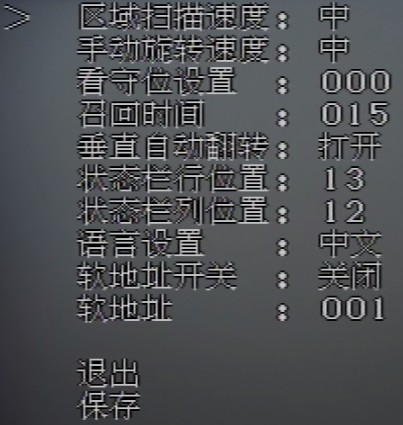 > 区域扫描速度: 中
手动旋转速度: 中
看守位设置 : 000
召回时间 : 015
垂直自动翻转: 打开
状态栏行位置: 13
状态栏列位置: 12
语言设置 : 中文
软地址开关 : 关闭
软地址 : 001
退出
保存